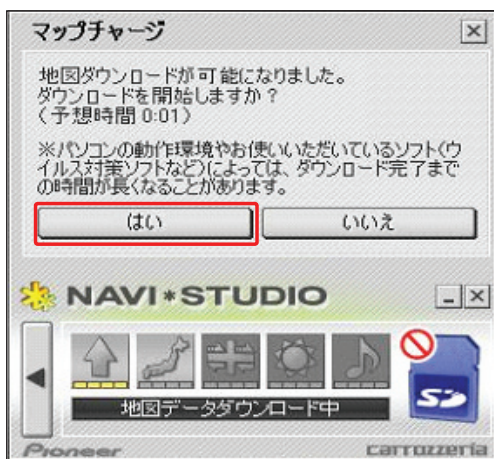 マップチャージ
地図ダウンロードが可能になりました。
ダウンロードを開始しますか？
（予想時間 0:01）
※パソコンの動作環境やお使いいただいているソフト（ウ
イルス対策ソフトなど）によっては、ダウンロード完了まで
の時間が長くなることがあります。
はい
いいえ
NAVI*STUDIO
地図データダウンロード中
SD
Pioneer
carrozzeria